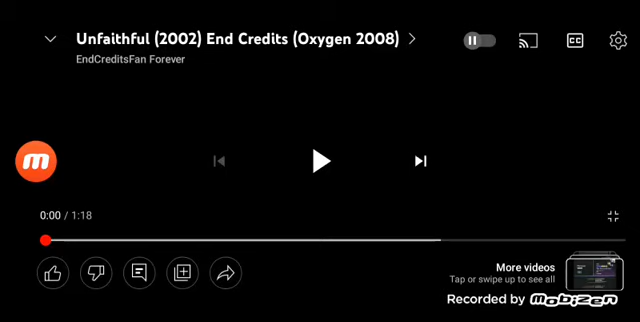 Unfaithful (2002) End Credits (Oxygen 2008)
EndCreditsFan Forever
CC
m
0:00 / 1:18
More videos
Tap or swipe up to see all
Recorded by Mobizen